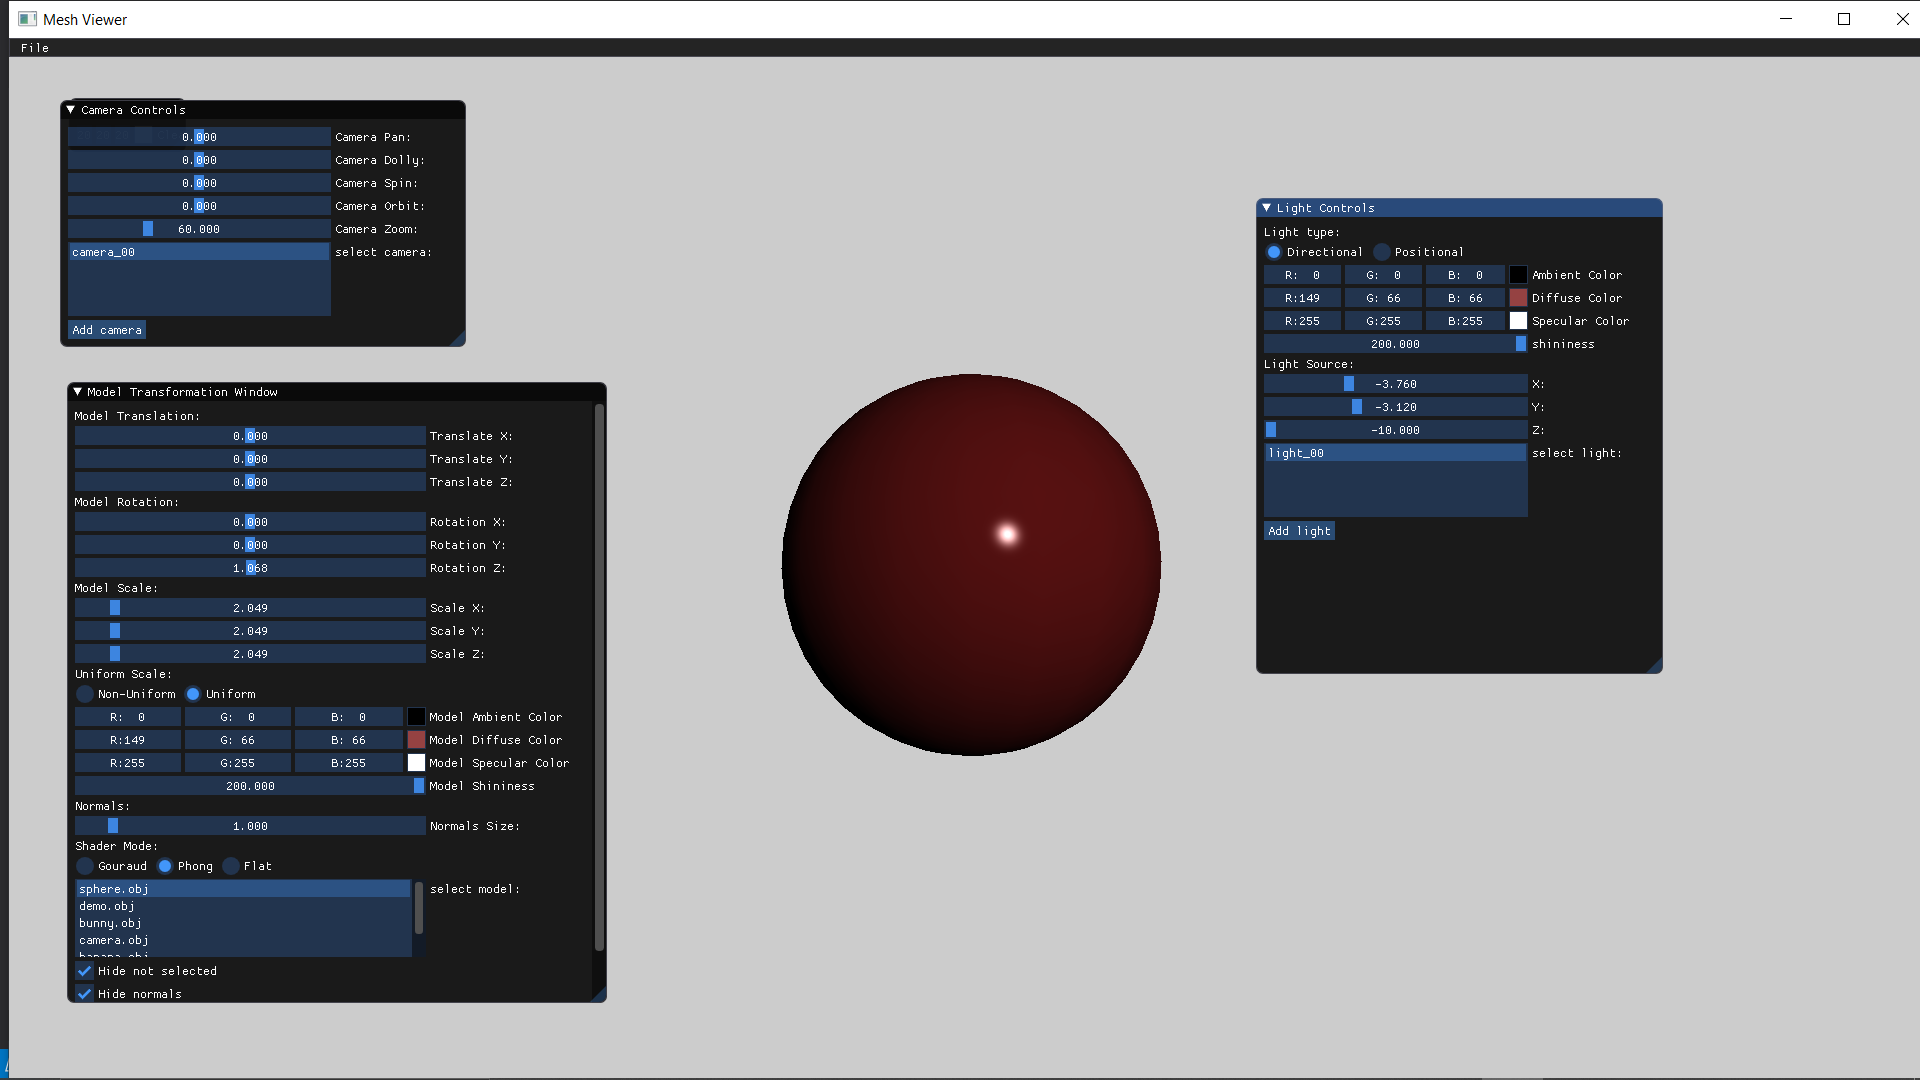 Mesh Viewer
File
Camera Controls
0.000 Camera Pan:
0.000 Camera Dolly:
0.000 Camera Spin:
0.000 Camera Orbit:
60.000 Camera Zoom:
camera_00 select camera:
Add camera
Model Transformation Window
Model Translation:
0.000 Translate X:
0.000 Translate Y:
0.000 Translate Z:
Model Rotation:
0.000 Rotation X:
0.000 Rotation Y:
1.068 Rotation Z:
Model Scale:
2.049 Scale X:
2.049 Scale Y:
2.049 Scale Z:
Uniform Scale:
Non-Uniform Uniform
R: 0 G: 0 B: 0 Model Ambient Color
R:149 G: 66 B: 66 Model Diffuse Color
R:255 G:255 B:255 Model Specular Color
200.000 Model Shininess
Normals:
1.000 Normals Size:
Shader Mode:
Gouraud Phong Flat
sphere.obj select model:
demo.obj
bunny.obj
camera.obj
banana.obj
Hide not selected
Hide normals
Light Controls
Light type:
Directional Positional
R: 0 G: 0 B: 0 Ambient Color
R:149 G: 66 B: 66 Diffuse Color
R:255 G:255 B:255 Specular Color
200.000 shininess
Light Source:
-3.760 X:
-3.120 Y:
-10.000 Z:
light_00 select light:
Add light